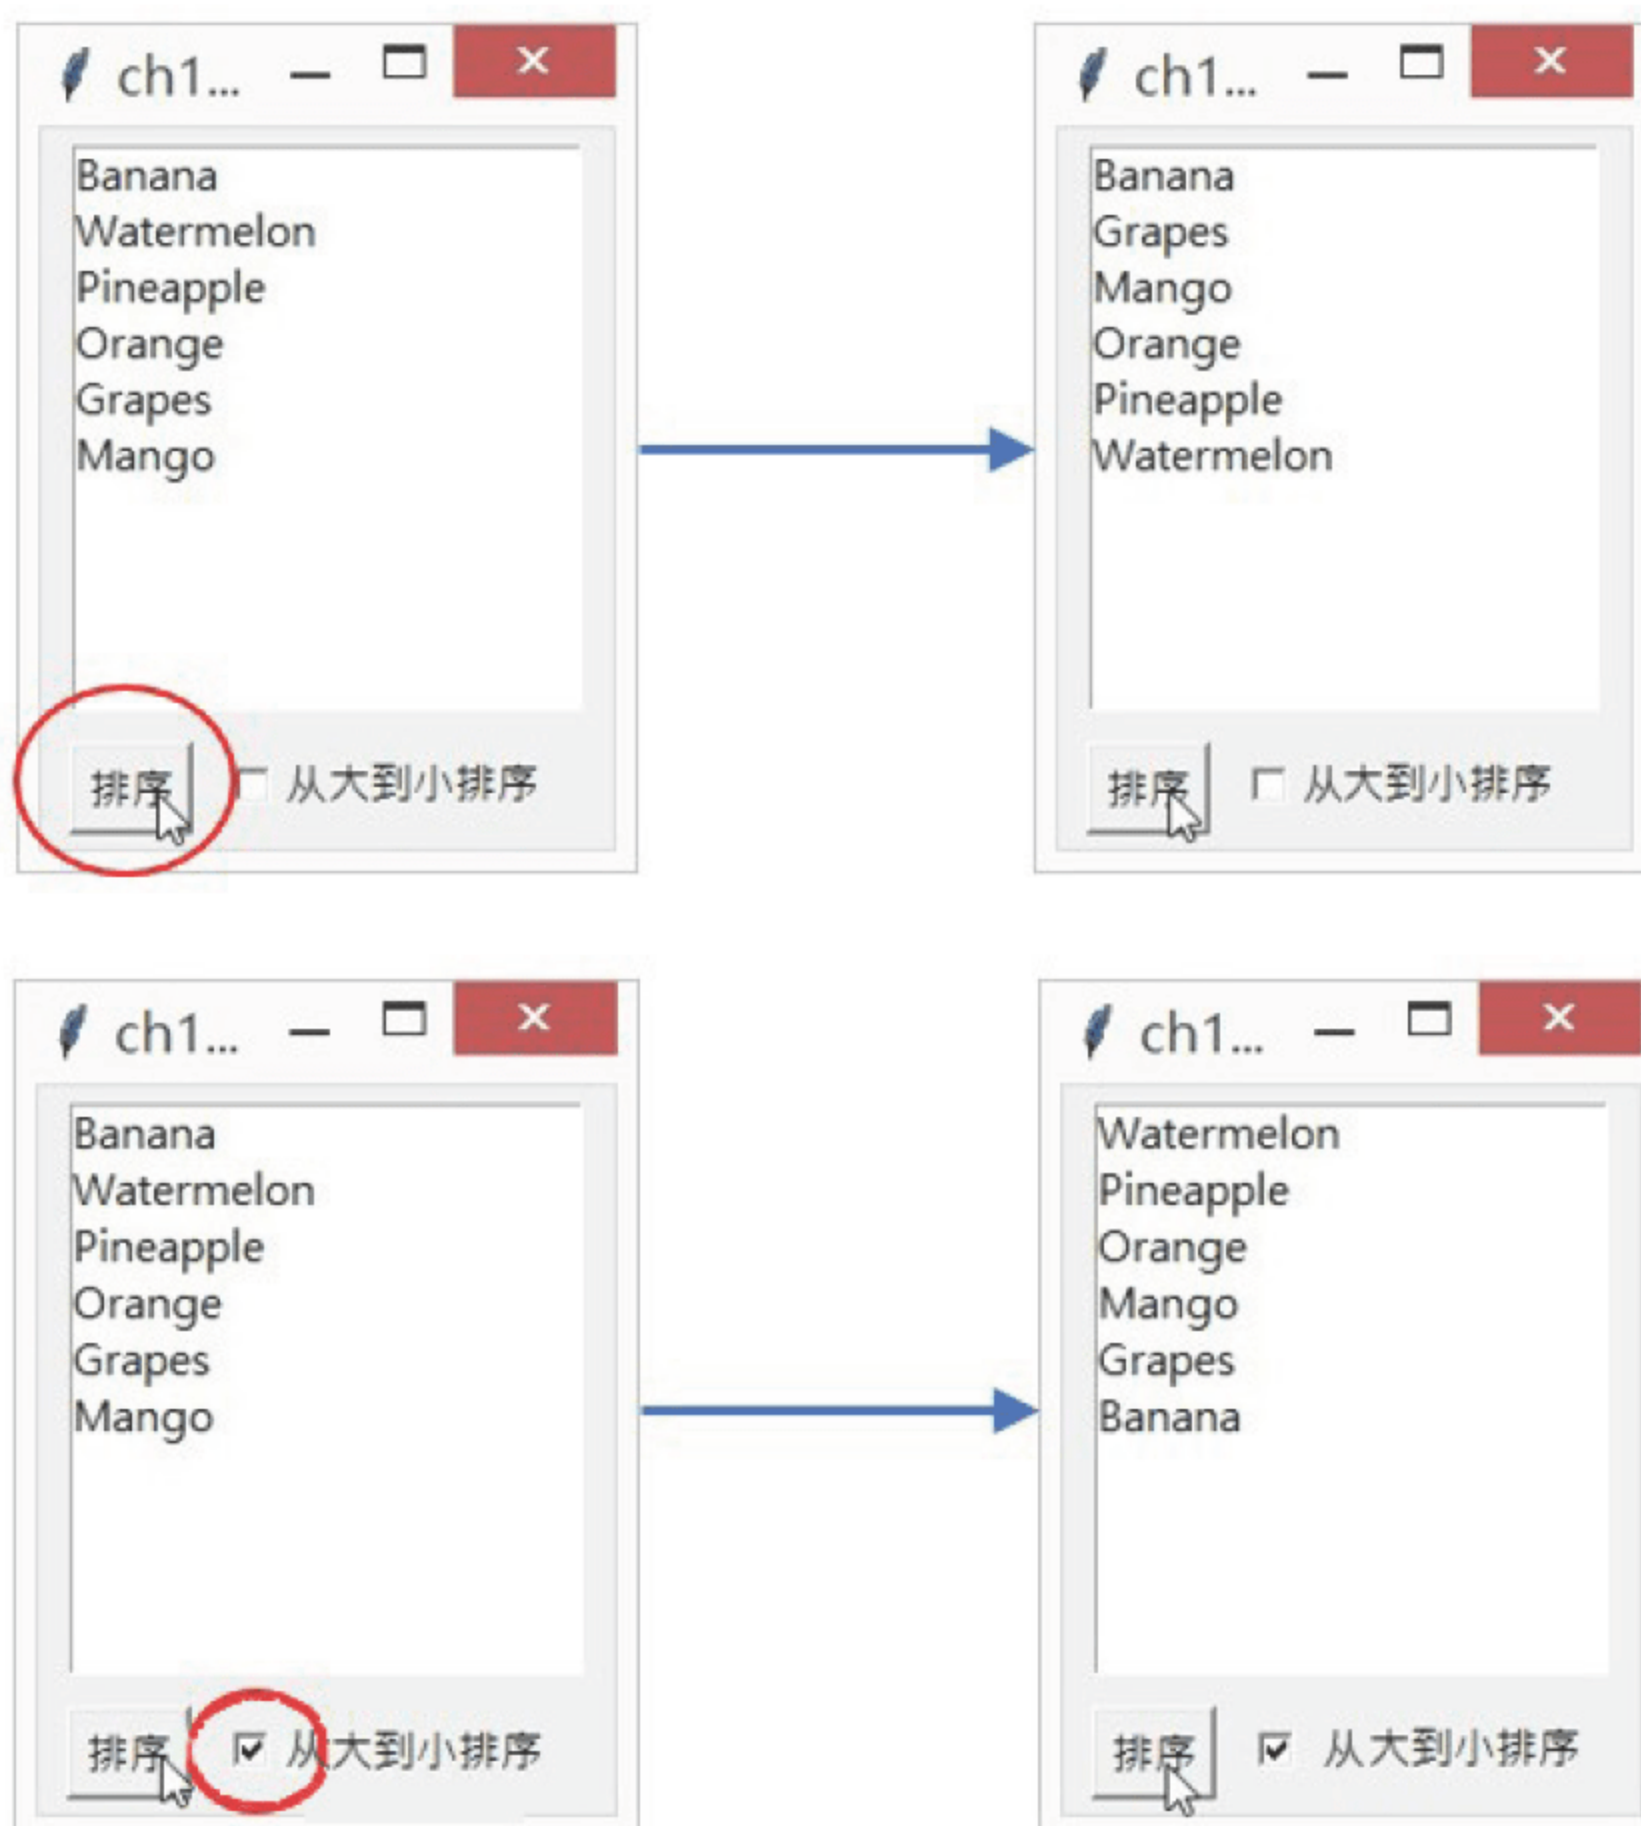 ch1...
Banana
Watermelon
Pineapple
Orange
Grapes
Mango
排序 从大到小排序
ch1...
Banana
Grapes
Mango
Orange
Pineapple
Watermelon
排序 从大到小排序
ch1...
Banana
Watermelon
Pineapple
Orange
Grapes
Mango
排序 从大到小排序
ch1...
Watermelon
Pineapple
Orange
Mango
Grapes
Banana
排序 从大到小排序